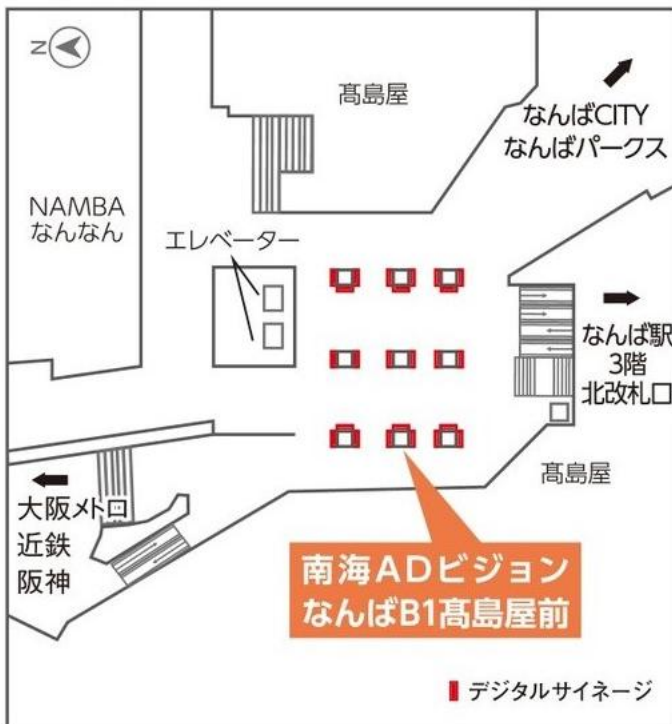 N
髙島屋
なんばCITY
なんばパークス
NAMBA
なんなん
エレベーター
なんば駅
3階
北改札口
髙島屋
大阪メトロ
近鉄
阪神
南海ADビジョン
なんばB1髙島屋前
デジタルサイネージ